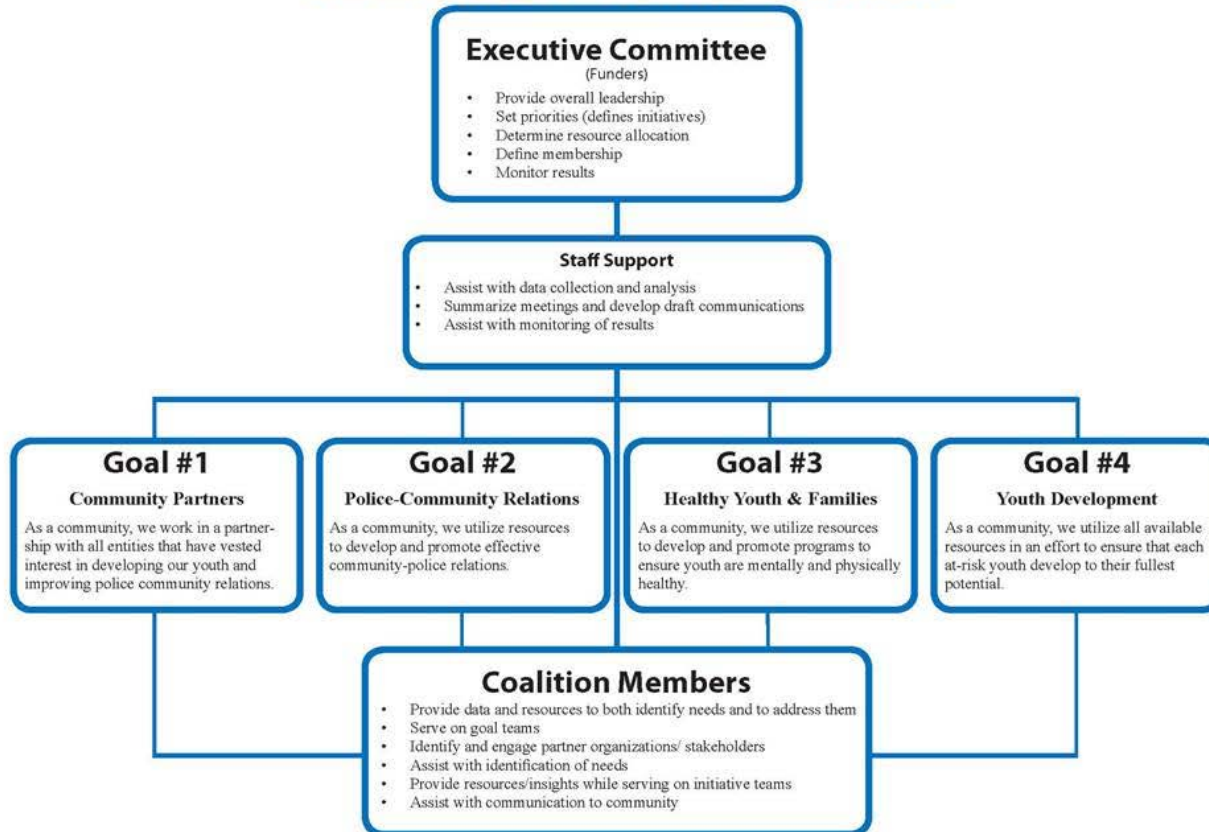 Executive Committee
(Funders)
• Provide overall leadership
• Set priorities (defines initiatives)
• Determine resource allocation
• Define membership
• Monitor results
Staff Support
• Assist with data collection and analysis
• Summarize meetings and develop draft communications
• Assist with monitoring of results
Goal #1
Community Partners
As a community, we work in a partner-
ship with all entities that have vested
interest in developing our youth and
improving police community relations.
Goal #2
Police-Community Relations
As a community, we utilize resources
to develop and promote effective
community-police relations.
Goal #3
Healthy Youth & Families
As a community, we utilize resources
to develop and promote programs to
ensure youth are mentally and physically
healthy.
Goal #4
Youth Development
As a community, we utilize all available
resources in an effort to ensure that each
at-risk youth develop to their fullest
potential.
Coalition Members
• Provide data and resources to both identify needs and to address them
• Serve on goal teams
• Identify and engage partner organizations/ stakeholders
• Assist with identification of needs
• Provide resources/insights while serving on initiative teams
• Assist with communication to community